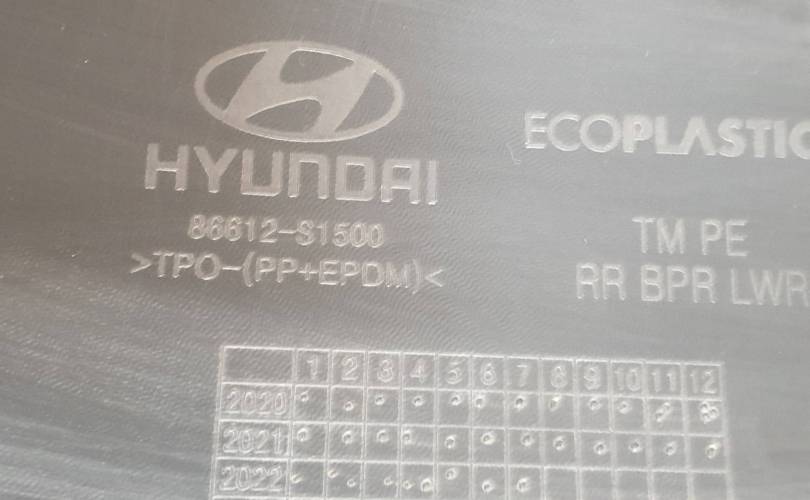 HYUNDAI
86612-S1500
>TPO-(PP+EPDM)<
ECOPLASTIC
TM PE
RR BPR LWR
1 2 3 4 5 6 7 8 9 10 11 12
2020
2021
2022